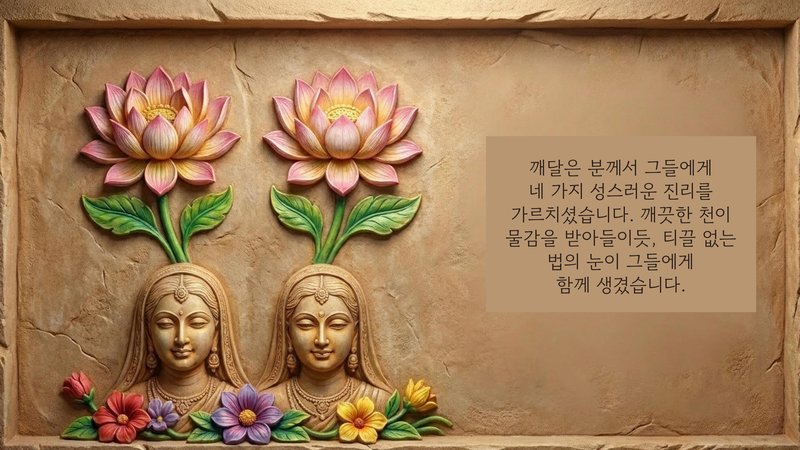 깨달은 분께서 그들에게
네 가지 성스러운 진리를
가르치셨습니다. 깨끗한 천이
물감을 받아들이듯, 티끌 없는
법의 눈이 그들에게
함께 생겼습니다.